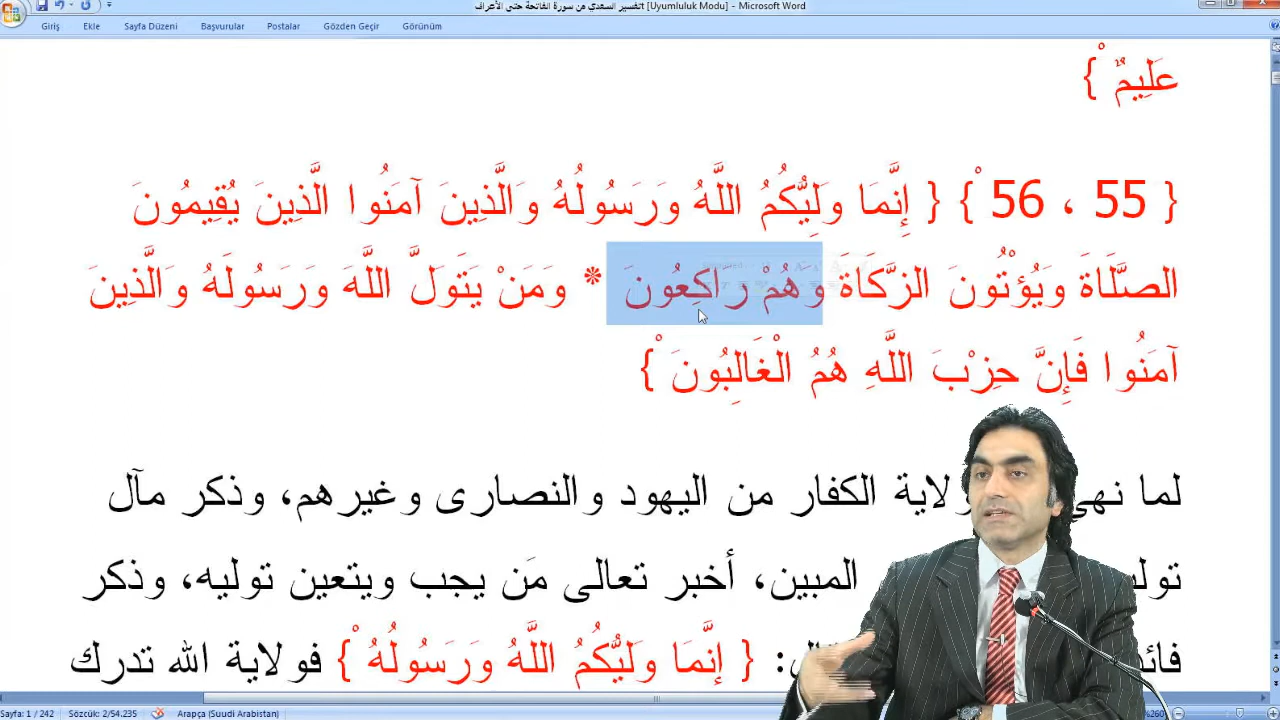 تفسير السعدي من سورة الفاتحة حتى الأعراف [Uyumluluk Modu] - Microsoft Word
Giriş Ekle Sayfa Düzeni Başvurular Postalar Gözden Geçir Görünüm
عَلِيمٌ ْ}
{ 55 ، 56 ْ} { إِنَّمَا وَلِيُّكُمُ اللَّهُ وَرَسُولُهُ وَالَّذِينَ آمَنُوا الَّذِينَ يُقِيمُونَ
الصَّلَاةَ وَيُؤْتُونَ الزَّكَاةَ وَهُمْ رَاكِعُونَ * وَمَنْ يَتَوَلَّ اللَّهَ وَرَسُولَهُ وَالَّذِينَ
آمَنُوا فَإِنَّ حِزْبَ اللَّهِ هُمُ الْغَالِبُونَ ْ}
لما نهى ولاية الكفار من اليهود والنصارى وغيرهم، وذكر مآل
المبين، أخبر تعالى مَن يجب ويتعين توليه، وذكر
{ إِنَّمَا وَلِيُّكُمُ اللَّهُ وَرَسُولُهُ ْ} فولاية الله تدرك
Sayfa: 1 / 242 Sözcük: 2/54.235 Arapça (Suudi Arabistan) %260